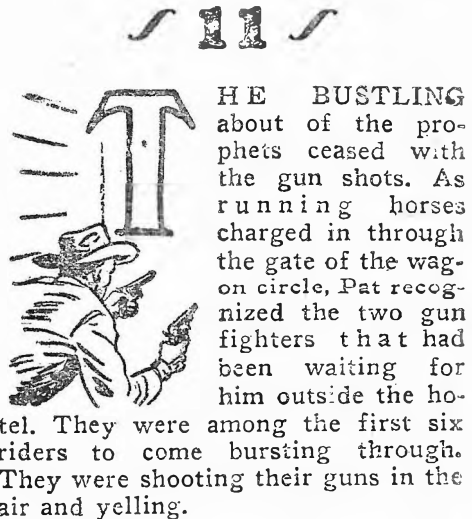 11
THE BUSTLING
about of the pro-
phets ceased with
the gun shots. As
running horses
charged in through
the gate of the wag-
on circle, Pat recog-
nized the two gun
fighters that had
been waiting for
him outside the ho-
tel. They were among the first six
riders to come bursting through.
They were shooting their guns in the
air and yelling.